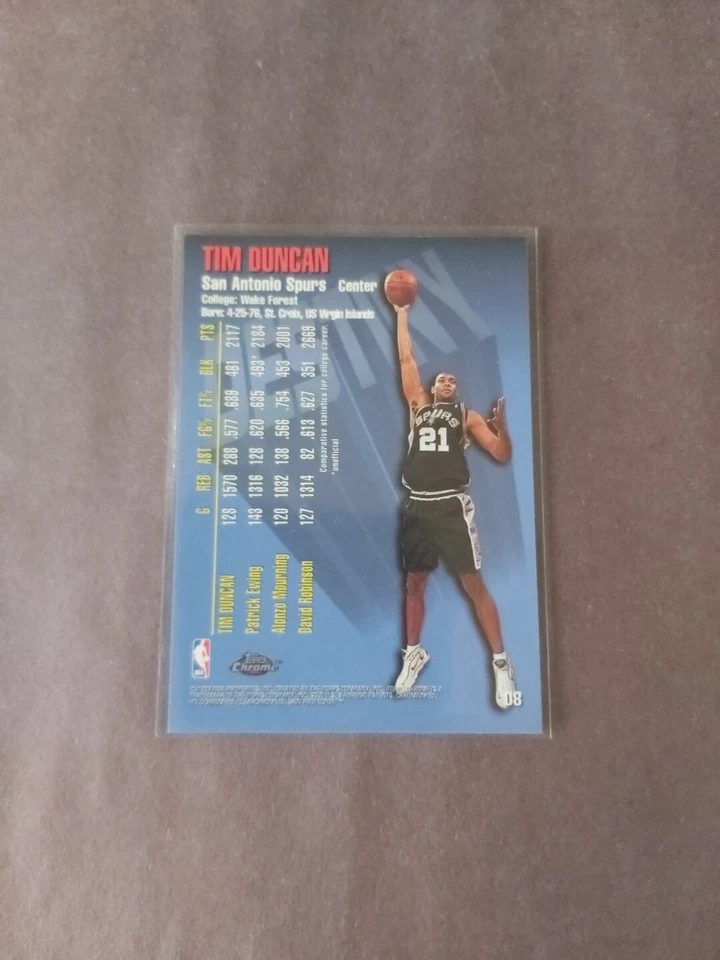 TIM DUNCAN
San Antonio Spurs Center
College: Wake Forest
Born: 4-25-76, St. Croix, US Virgin Islands
DESTINY
G REB AST FG% FT% BLK PTS
TIM DUNCAN 128 1570 288 .577 .689 481 2117
Patrick Ewing 143 1316 128 .620 .635 493* 2184
Alonzo Mourning 120 1032 138 .566 .754 453 2001
David Robinson 127 1314 82 .613 .627 351 2669
Comparative statistics for college career.
*unofficial
SPURS
21
NBA
Topps
Chrome
08